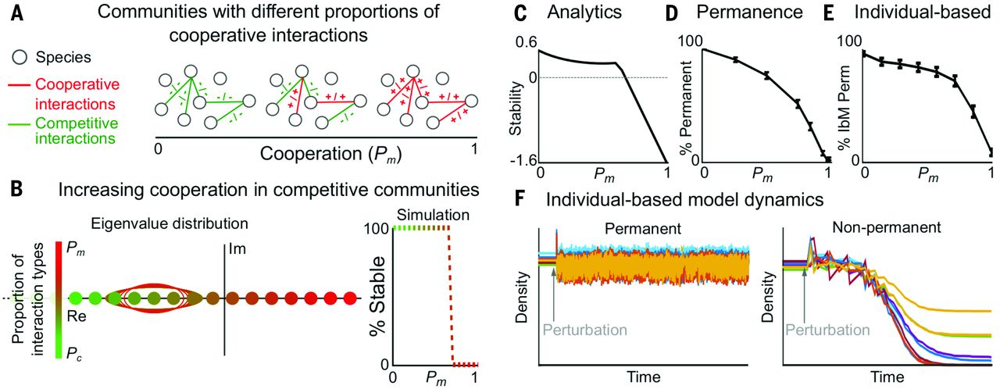 A
Communities with different proportions of
cooperative interactions
Species
Cooperative
interactions
Competitive
interactions
-/-
-/-
-/-
-/-
-/-
-/-
+/+
-/-
+/+
-/-
+/+
+/+
+/+
+/+
+/+
0
Cooperation (Pm)
1
B
Increasing cooperation in competitive communities
Eigenvalue distribution
Proportion of
interaction types
Pm
Pc
Re
Im
Simulation
100
% Stable
0
Pm
1
C
Analytics
0.6
0
-1.6
Stability
0
Pm
1
D
Permanence
100
% Permanent
0
0
Pm
1
E
Individual-based
100
% IbM Perm
0
0
Pm
1
F
Individual-based model dynamics
Permanent
Density
Perturbation
Time
Non-permanent
Density
Perturbation
Time